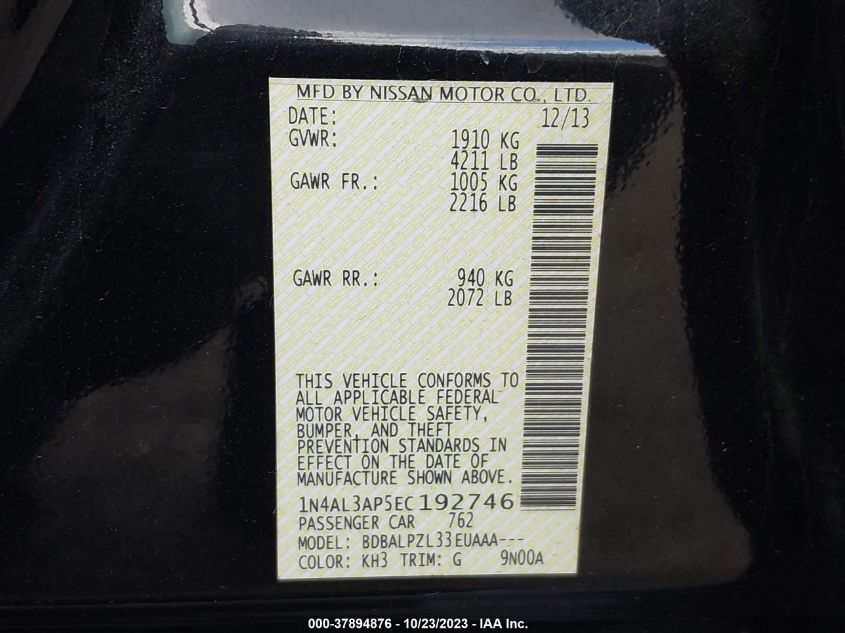 MFD BY NISSAN MOTOR CO., LTD.
DATE: 12/13
GVWR: 1910 KG
4211 LB
GAWR FR.: 1005 KG
2216 LB
GAWR RR.: 940 KG
2072 LB
THIS VEHICLE CONFORMS TO
ALL APPLICABLE FEDERAL
MOTOR VEHICLE SAFETY,
BUMPER, AND THEFT
PREVENTION STANDARDS IN
EFFECT ON THE DATE OF
MANUFACTURE SHOWN ABOVE.
1N4AL3AP5EC192746
PASSENGER CAR 762
MODEL: BDBALPZL33EUAAA---
COLOR: KH3 TRIM: G 9N00A
000-37894876 - 10/23/2023 - IAA Inc.